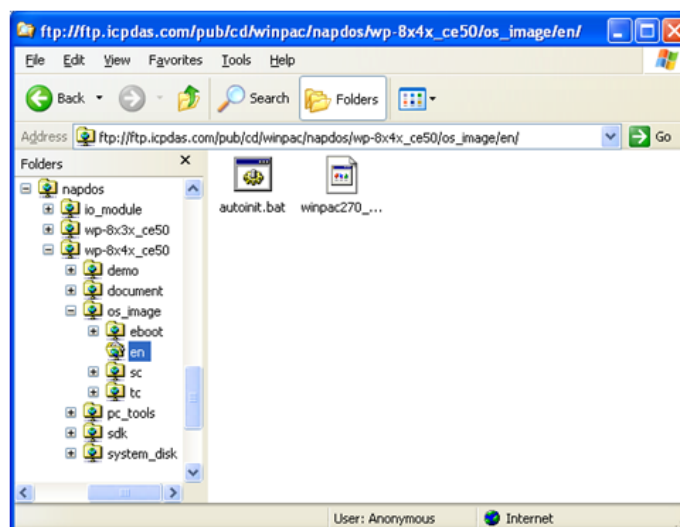 ftp://ftp.icpdas.com/pub/cd/winpac/napdos/wp-8x4x_ce50/os_image/en/
File Edit View Favorites Tools Help
Back Search Folders
Address ftp://ftp.icpdas.com/pub/cd/winpac/napdos/wp-8x4x_ce50/os_image/en/ Go
Folders
napdos
io_module
wp-8x3x_ce50
wp-8x4x_ce50
demo
document
os_image
eboot
en
sc
tc
pc_tools
sdk
system_disk
autoinit.bat winpac270_...
User: Anonymous Internet